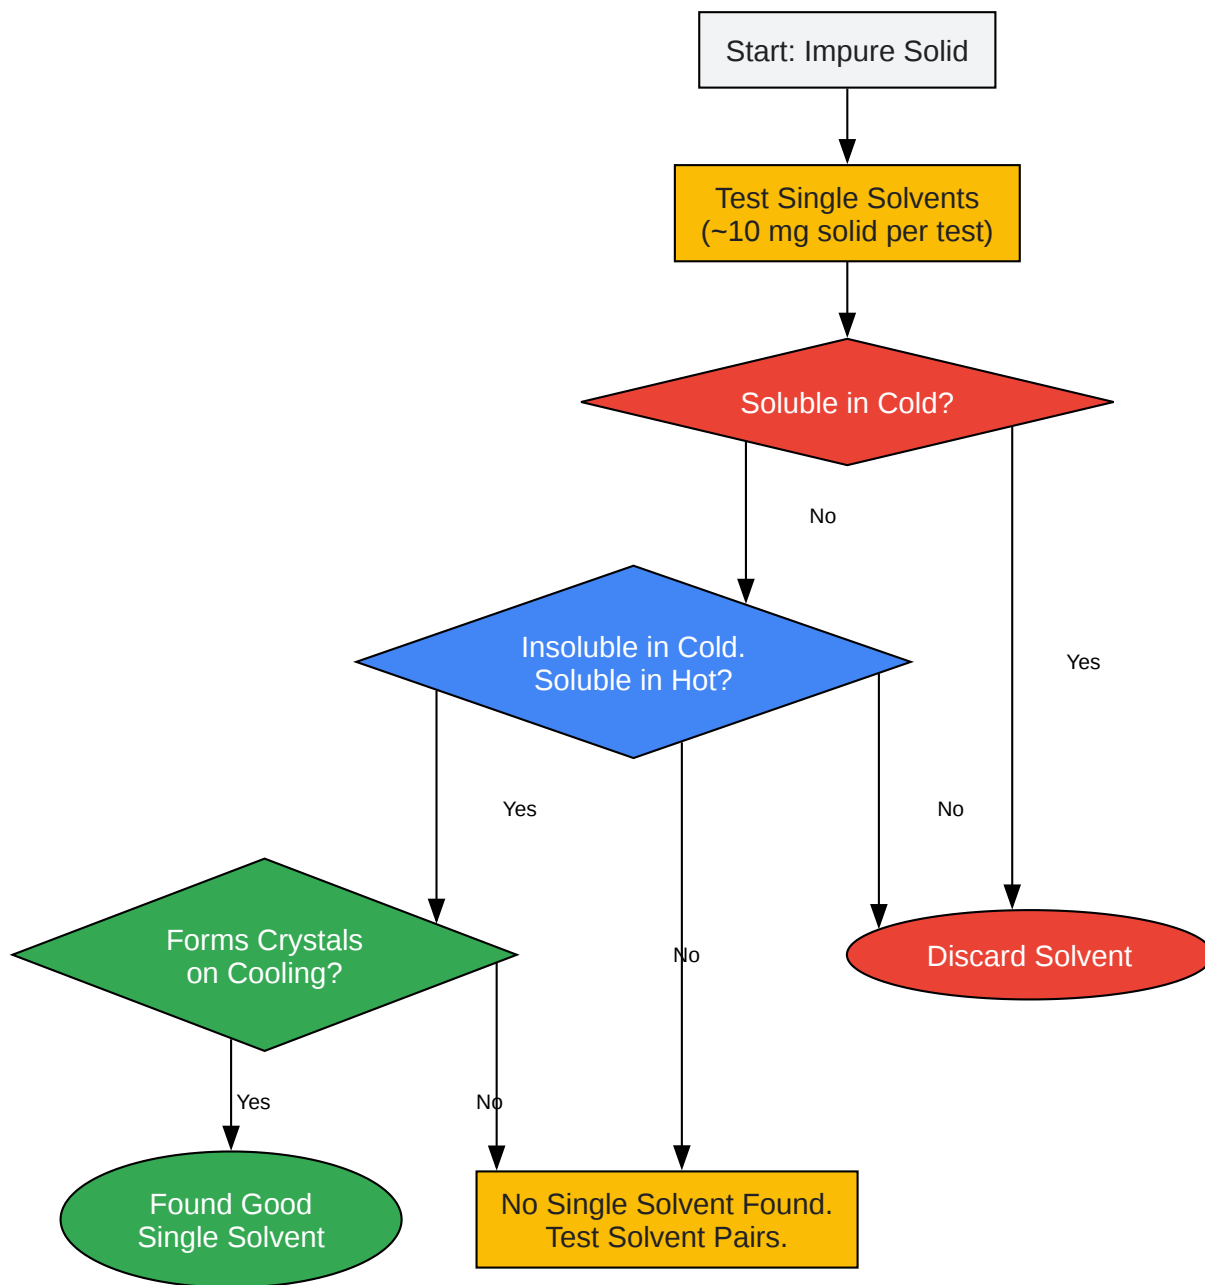 Start: Impure Solid
Test Single Solvents
(~10 mg solid per test)
Soluble in Cold?
No
Insoluble in Cold.
Soluble in Hot?
Yes
Yes
No
Forms Crystals
on Cooling?
No
Discard Solvent
Yes
No
Found Good
Single Solvent
No Single Solvent Found.
Test Solvent Pairs.